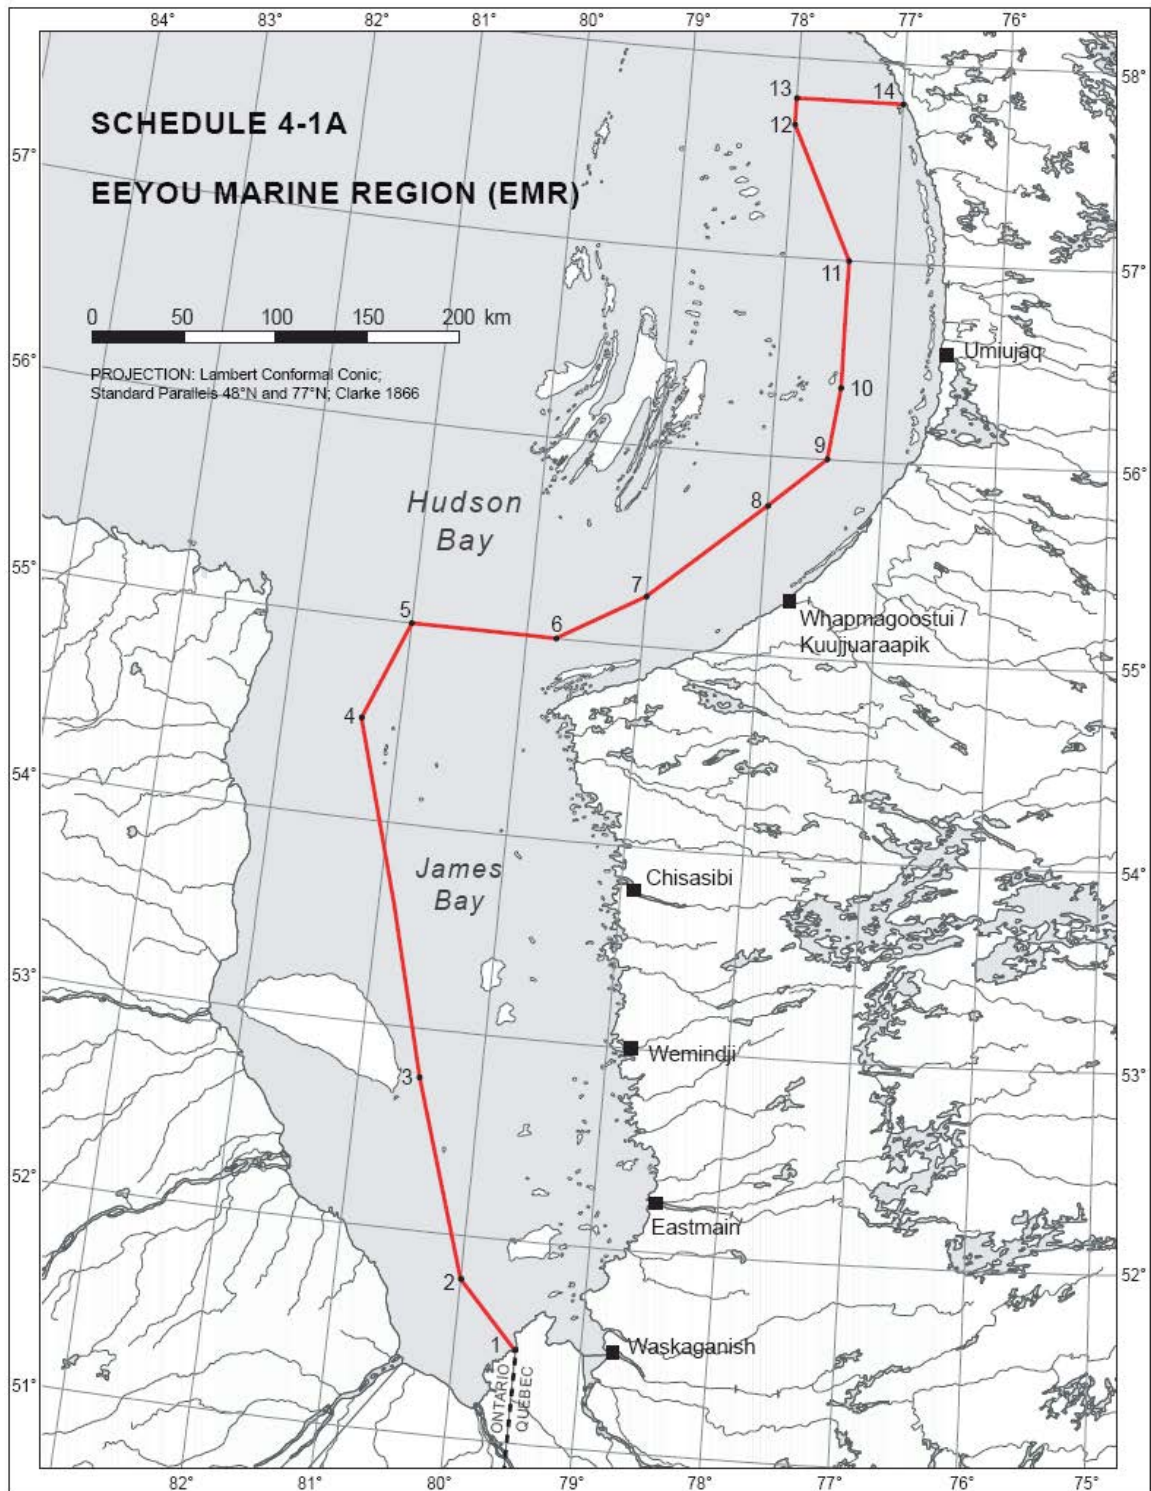 84° 83° 82° 81° 80° 79° 78° 77° 76°
58°
13 14
12
SCHEDULE 4-1A
57°
EEYOU MARINE REGION (EMR)
11
57°
0 50 100 150 200 km
Umiujaq
56°
PROJECTION: Lambert Conformal Conic;
Standard Parallels 48°N and 77°N; Clarke 1866
10
9
56°
Hudson
Bay
8
55°
7
5
6
Whapmagoostui /
Kuujjuaraapik
55°
4
54°
James
Bay
Chisasibi
54°
53°
Wemindji
3
53°
52°
Eastmain
52°
2
1
Waskaganish
51°
ONTARIO
QUEBEC
82° 81° 80° 79° 78° 77° 76° 75°